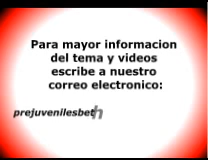 Para mayor informacion
del tema y videos
escribe a nuestro
correo electronico:
prejuvenilesbet